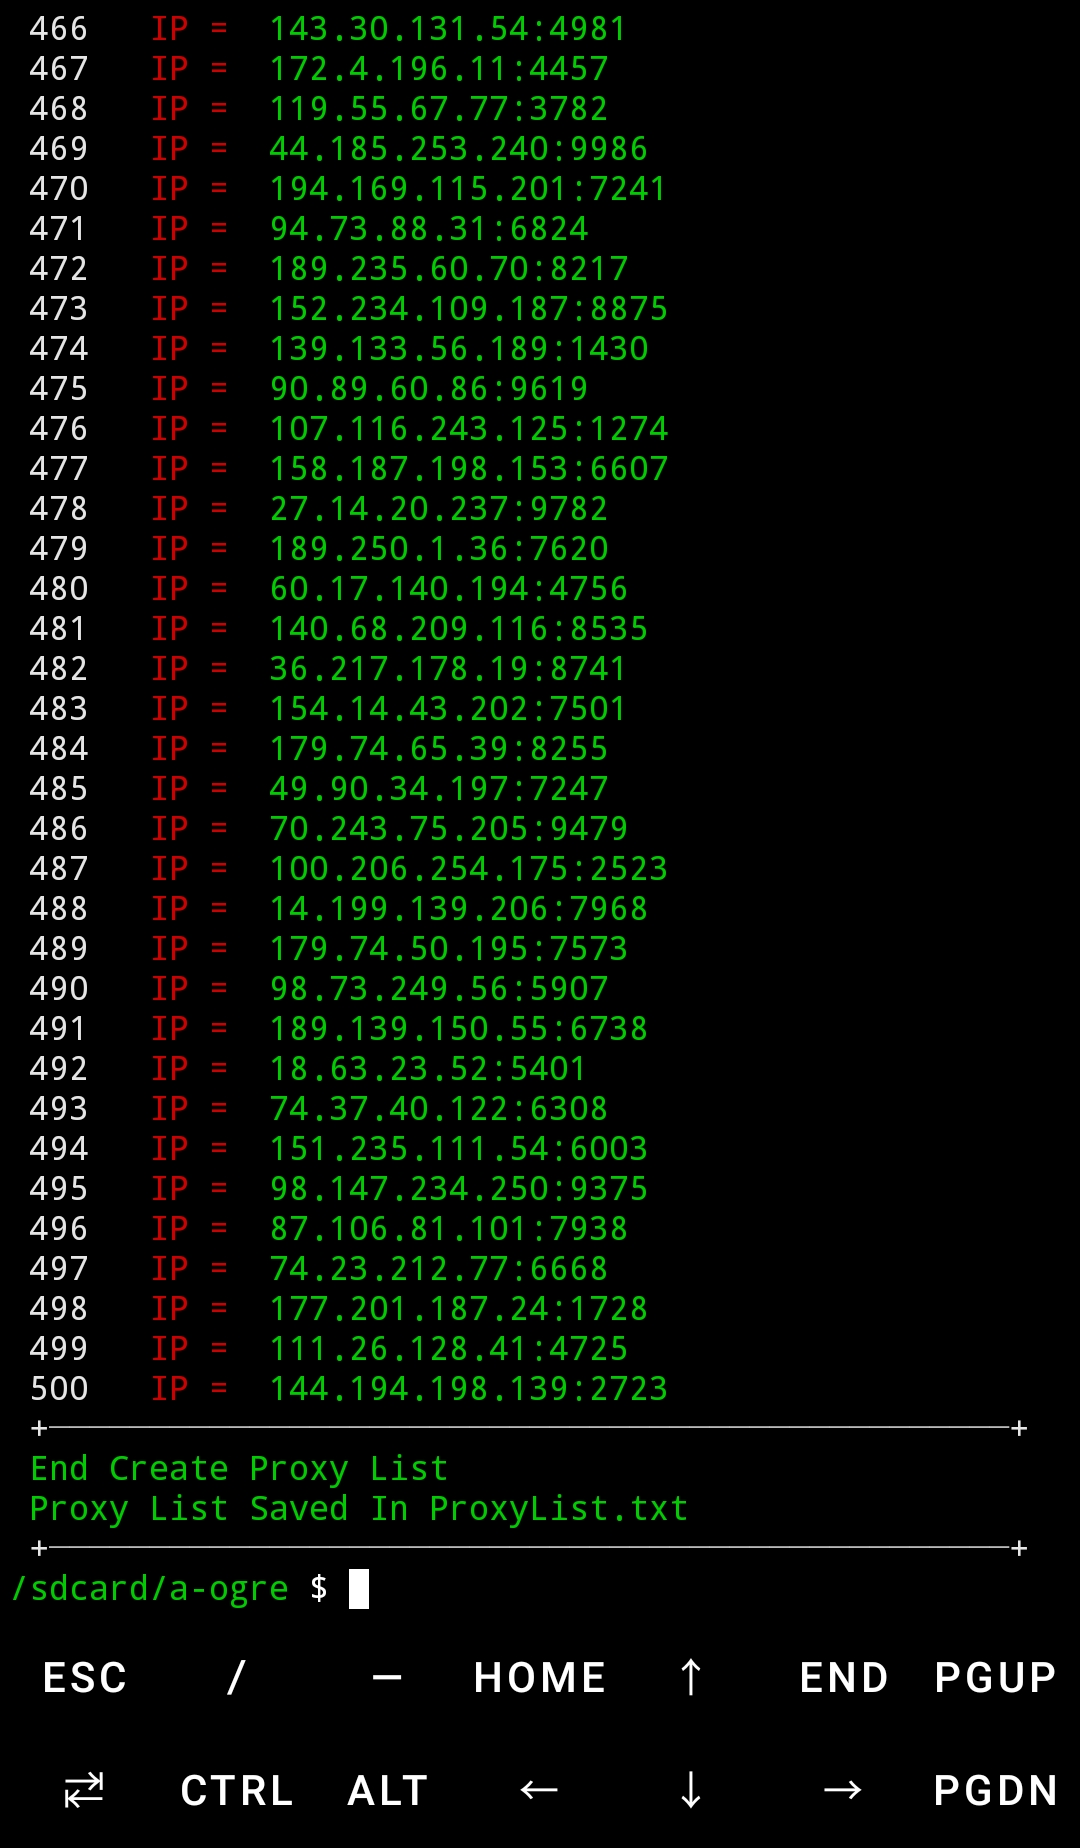 466 IP = 143.30.131.54:4981
467 IP = 172.4.196.11:4457
468 IP = 119.55.67.77:3782
469 IP = 44.185.253.240:9986
470 IP = 194.169.115.201:7241
471 IP = 94.73.88.31:6824
472 IP = 189.235.60.70:8217
473 IP = 152.234.109.187:8875
474 IP = 139.133.56.189:1430
475 IP = 90.89.60.86:9619
476 IP = 107.116.243.125:1274
477 IP = 158.187.198.153:6607
478 IP = 27.14.20.237:9782
479 IP = 189.250.1.36:7620
480 IP = 60.17.140.194:4756
481 IP = 140.68.209.116:8535
482 IP = 36.217.178.19:8741
483 IP = 154.14.43.202:7501
484 IP = 179.74.65.39:8255
485 IP = 49.90.34.197:7247
486 IP = 70.243.75.205:9479
487 IP = 100.206.254.175:2523
488 IP = 14.199.139.206:7968
489 IP = 179.74.50.195:7573
490 IP = 98.73.249.56:5907
491 IP = 189.139.150.55:6738
492 IP = 18.63.23.52:5401
493 IP = 74.37.40.122:6308
494 IP = 151.235.111.54:6003
495 IP = 98.147.234.250:9375
496 IP = 87.106.81.101:7938
497 IP = 74.23.212.77:6668
498 IP = 177.201.187.24:1728
499 IP = 111.26.128.41:4725
500 IP = 144.194.198.139:2723
+────────────────────────────────────────────────+
End Create Proxy List
Proxy List Saved In ProxyList.txt
+────────────────────────────────────────────────+
/sdcard/a-ogre $
ESC / — HOME ↑ END PGUP
⇄ CTRL ALT ← ↓ → PGDN